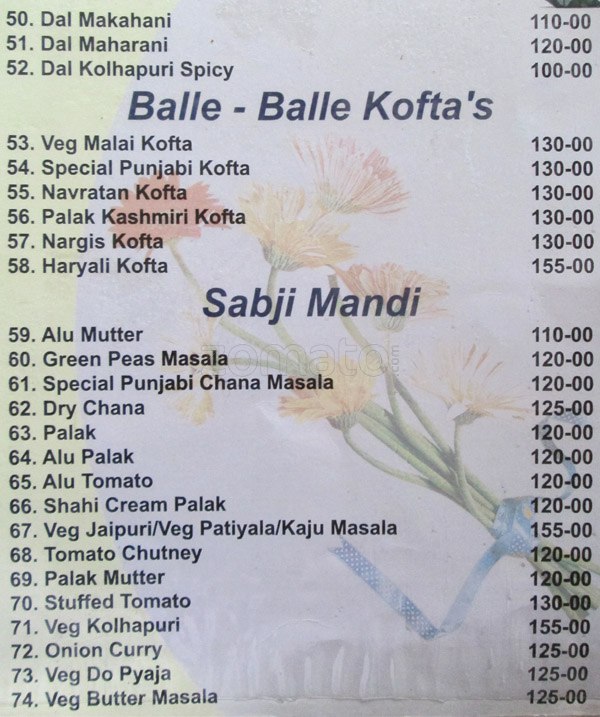 50. Dal Makahani 110-00
51. Dal Maharani 120-00
52. Dal Kolhapuri Spicy 100-00
Balle - Balle Kofta's
53. Veg Malai Kofta 130-00
54. Special Punjabi Kofta 130-00
55. Navratan Kofta 130-00
56. Palak Kashmiri Kofta 130-00
57. Nargis Kofta 130-00
58. Haryali Kofta 155-00
Sabji Mandi
59. Alu Mutter 110-00
60. Green Peas Masala 120-00
zomato.com
61. Special Punjabi Chana Masala 120-00
62. Dry Chana 125-00
63. Palak 120-00
64. Alu Palak 120-00
65. Alu Tomato 120-00
66. Shahi Cream Palak 120-00
67. Veg Jaipuri/Veg Patiyala/Kaju Masala 155-00
68. Tomato Chutney 120-00
69. Palak Mutter 120-00
70. Stuffed Tomato 130-00
71. Veg Kolhapuri 155-00
72. Onion Curry 125-00
73. Veg Do Pyaja 125-00
74. Veg Butter Masala 125-00